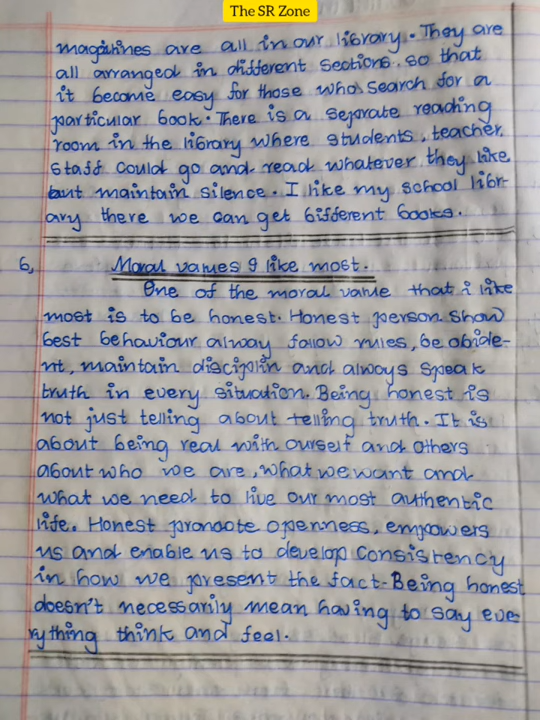 The SR Zone
magazines are all in our library. They are
all arranged in different sections, so that
it become easy for those who search for a
particular book. There is a seprate reading
room in the library where students, teacher,
staff could go and read whatever they like
but maintain silence. I like my school libr-
ary there we can get bifferent books.
6, Moral values I like most.
One of the moral value that i like
most is to be honest. Honest person show
best behaviour alway follow rules, be obide-
nt, maintain disciplin and always speak
truth in every situation. Being honest is
not just telling about telling truth. It is
about being real with ourself and others
about who we are, what we want and
what we need to live our most authentic
life. Honest promote openness, empowers
us and enable us to develop consistency
in how we present the fact. Being honest
doesn't necessarily mean having to say eve-
rything think and feel.